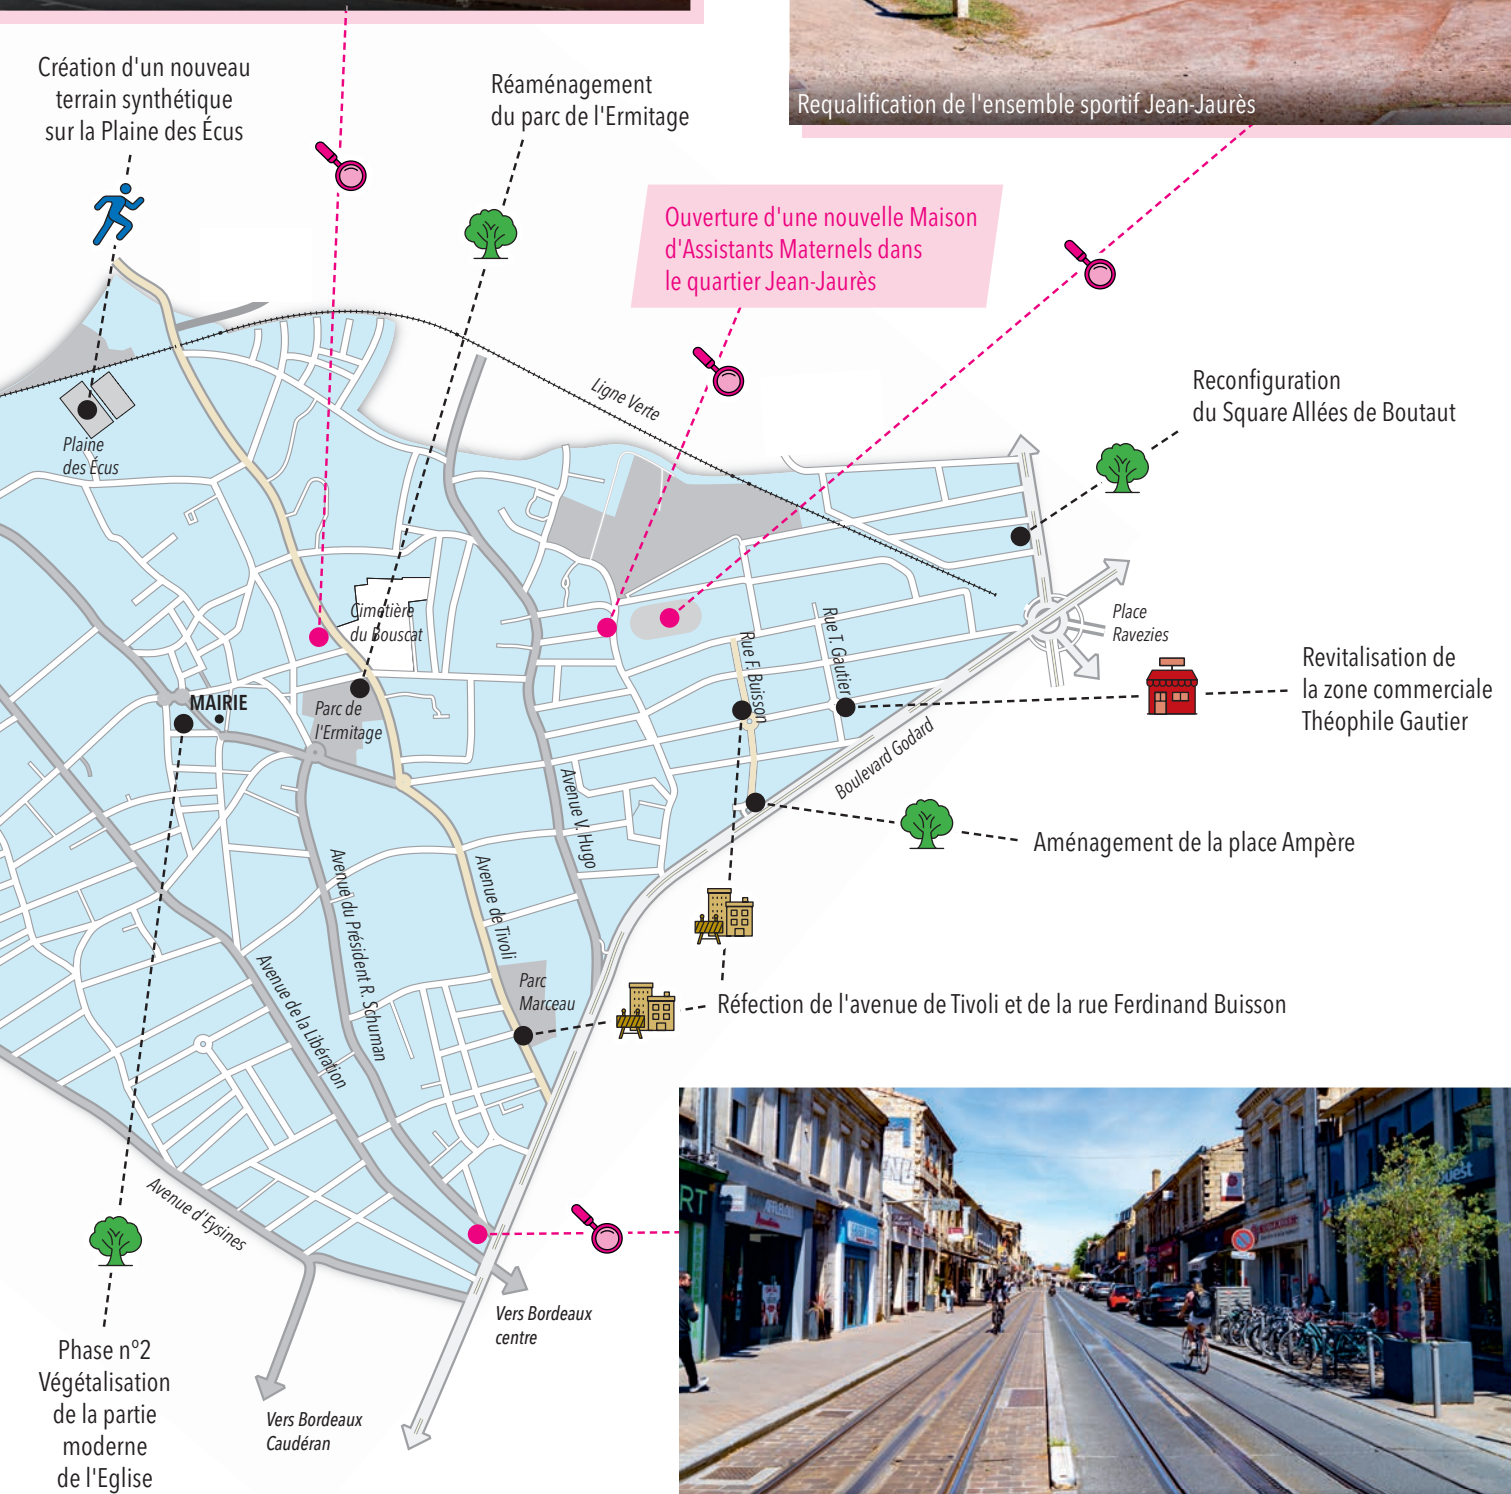 Création d'un nouveau
terrain synthétique
sur la Plaine des Écus
Réaménagement
du parc de l'Ermitage
Requalification de l'ensemble sportif Jean-Jaurès
Ouverture d'une nouvelle Maison
d'Assistants Maternels dans
le quartier Jean-Jaurès
Ligne Verte
Reconfiguration
du Square Allées de Boutaut
Plaine
des Écus
Cimetière
du Bouscat
Place
Ravezies
Rue F. Buisson
Rue T. Gautier
Revitalisation de
la zone commerciale
Théophile Gautier
MAIRIE
Parc de
l'Ermitage
Boulevard Godard
Avenue V. Hugo
Aménagement de la place Ampère
Avenue du Président R. Schuman
Avenue de Tivoli
Avenue de la Libération
Parc
Marceau
Réfection de l'avenue de Tivoli et de la rue Ferdinand Buisson
Avenue d'Eysines
Vers Bordeaux
centre
Vers Bordeaux
Caudéran
Phase n°2
Végétalisation
de la partie
moderne
de l'Eglise